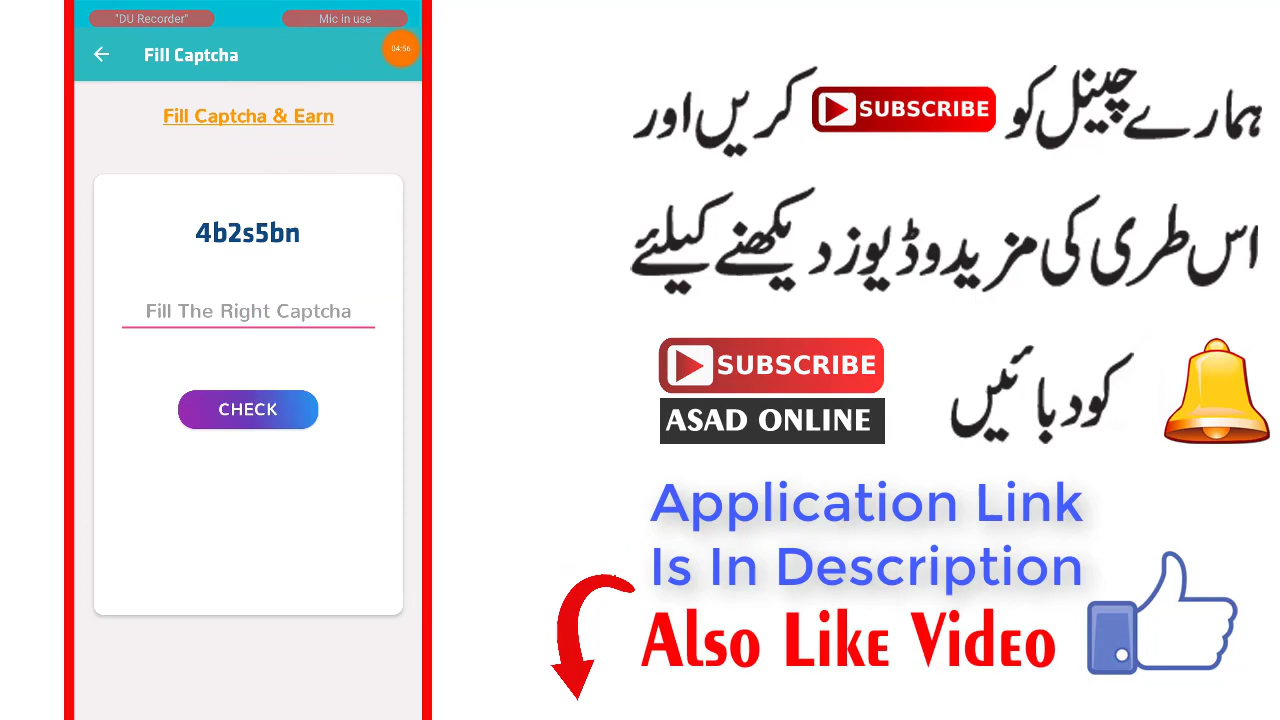 "DU Recorder"
Mic in use
Fill Captcha
04:56
Fill Captcha & Earn
4b2s5bn
Fill The Right Captcha
CHECK
ہمارے چینل کو SUBSCRIBE کریں اور
اس طری کی مزید وڈیوز دیکھنے کیلئے
SUBSCRIBE
ASAD ONLINE
کو دبائیں
Application Link
Is In Description
Also Like Video